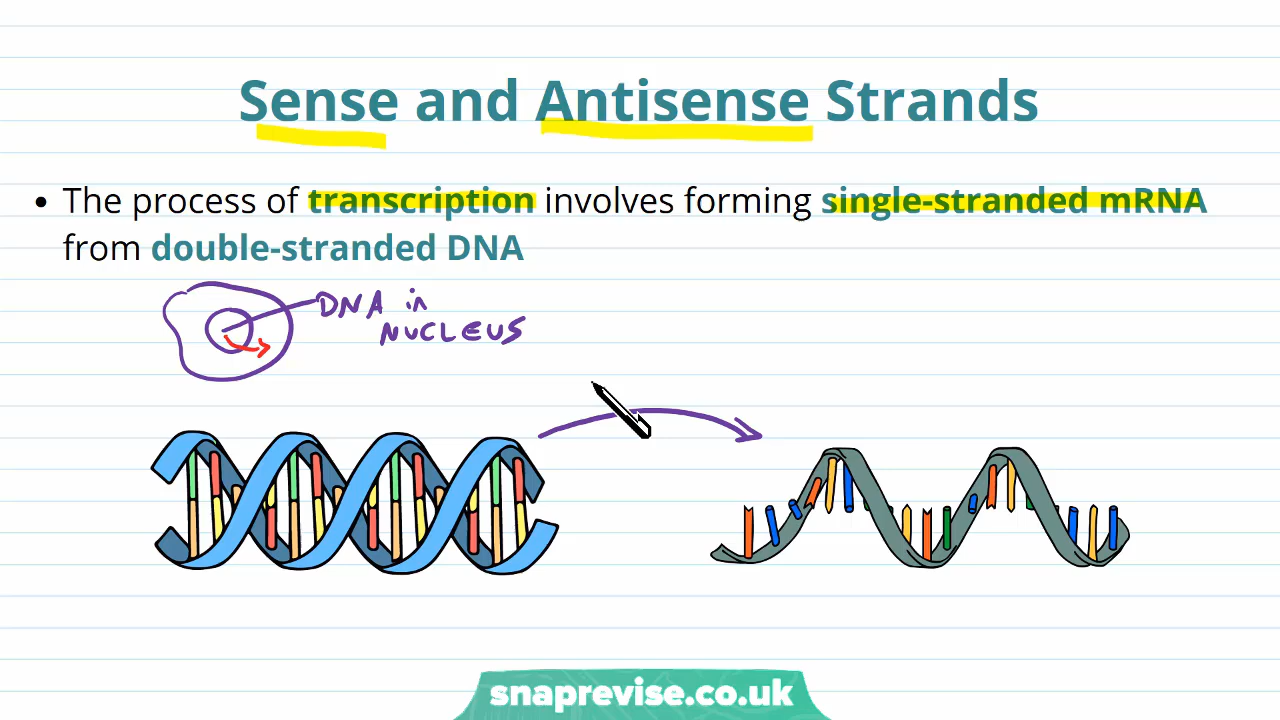 Sense and Antisense Strands
• The process of transcription involves forming single-stranded mRNA
from double-stranded DNA
DNA in
NUCLEUS
snaprevise.co.uk